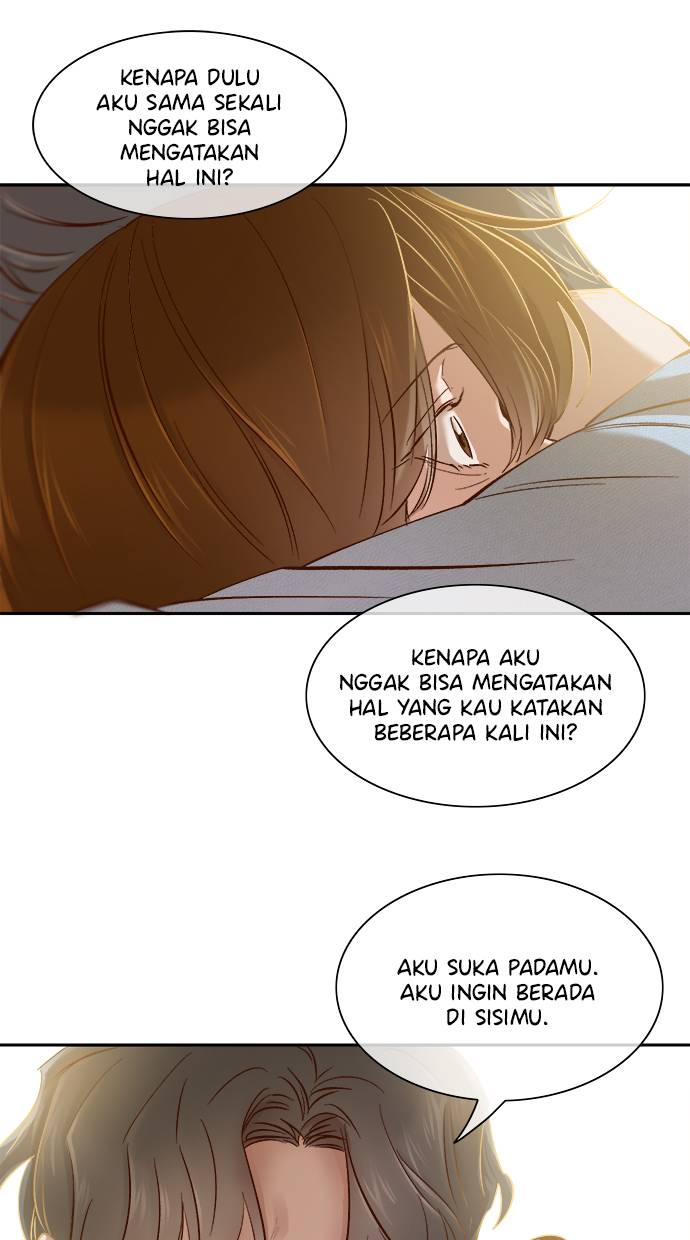 KENAPA DULU
AKU SAMA SEKALI
NGGAK BISA
MENGATAKAN
HAL INI?
KENAPA AKU
NGGAK BISA MENGATAKAN
HAL YANG KAU KATAKAN
BEBERAPA KALI INI?
AKU SUKA PADAMU.
AKU INGIN BERADA
DI SISIMU.